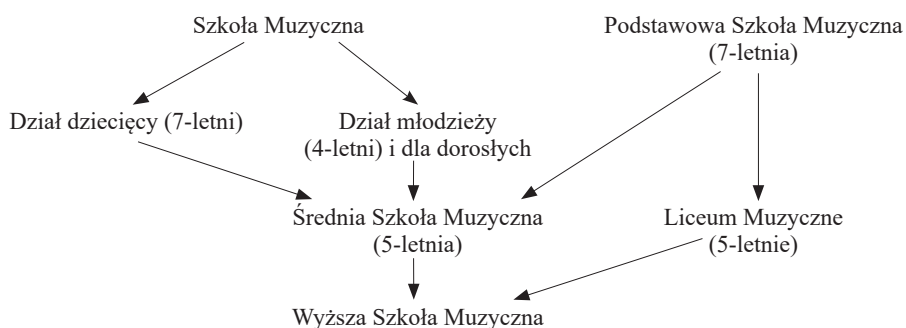 Szkoła Muzyczna
Podstawowa Szkoła Muzyczna
(7-letnia)
Dział dziecięcy (7-letni)
Dział młodzieży
(4-letni) i dla dorosłych
Średnia Szkoła Muzyczna
(5-letnia)
Liceum Muzyczne
(5-letnie)
Wyższa Szkoła Muzyczna